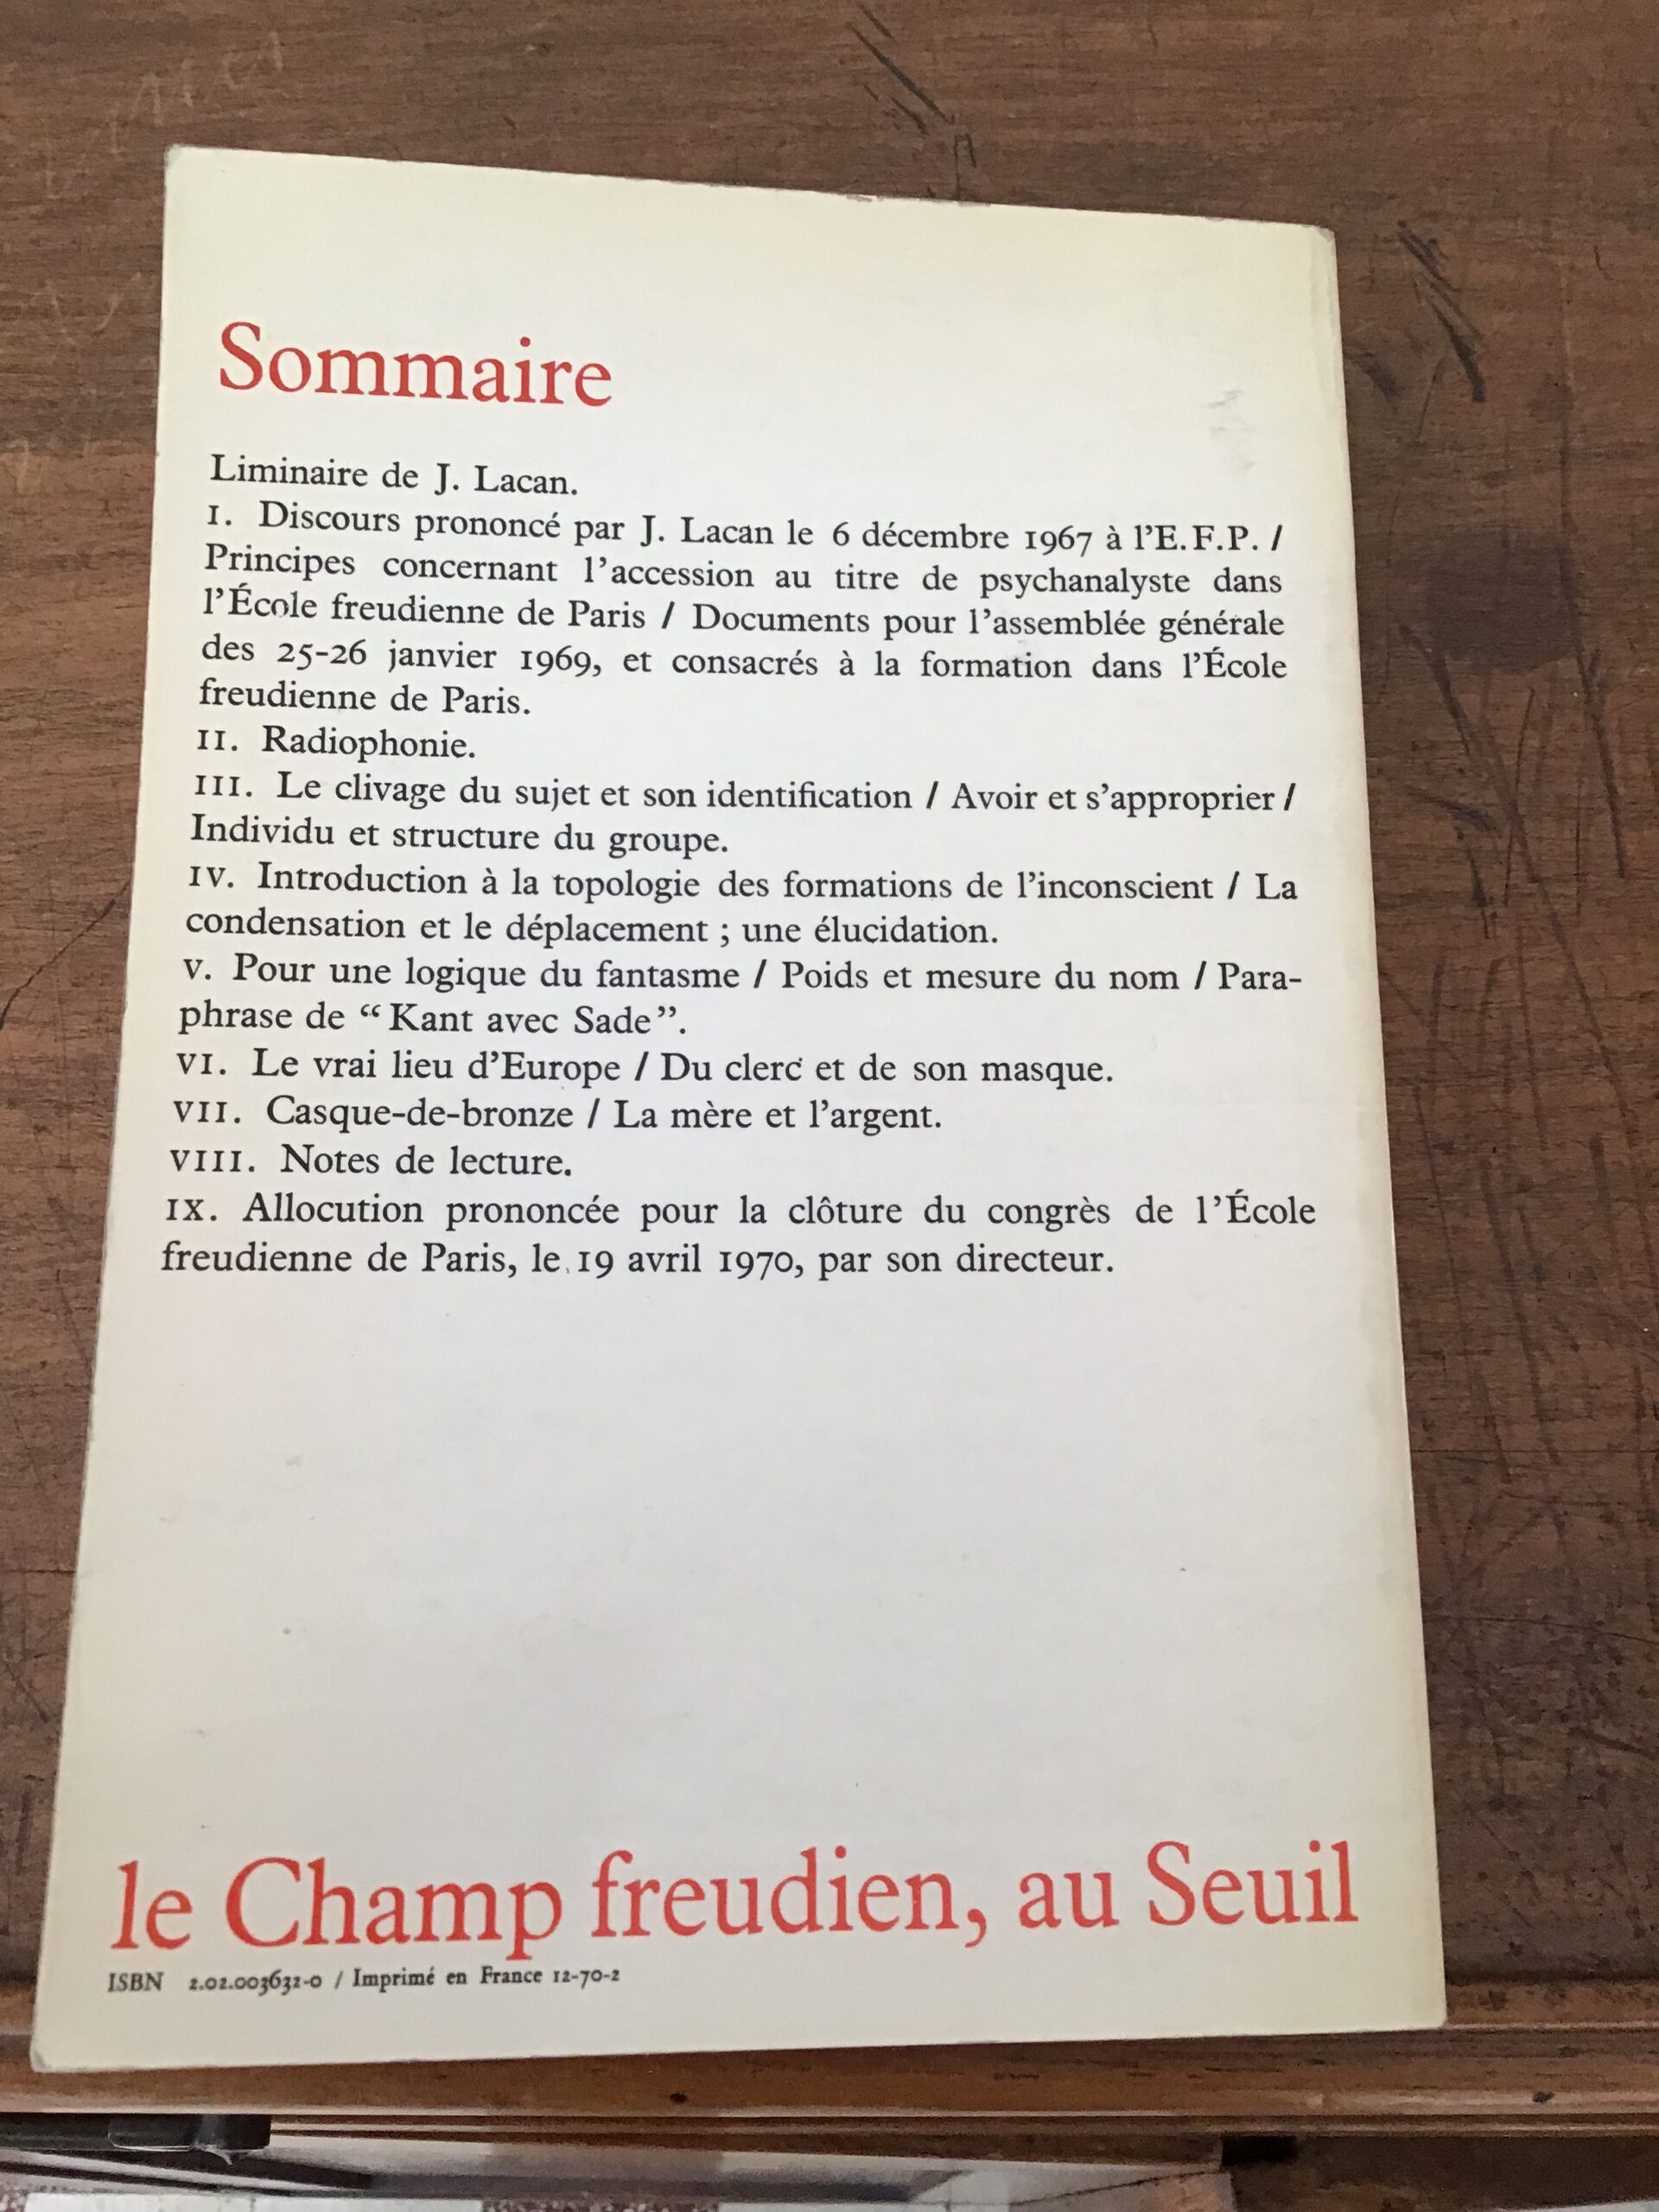 Sommaire
Liminaire de J. Lacan.
I. Discours prononcé par J. Lacan le 6 décembre 1967 à l'E.F.P. /
Principes concernant l'accession au titre de psychanalyste dans
l'École freudienne de Paris / Documents pour l'assemblée générale
des 25-26 janvier 1969, et consacrés à la formation dans l'École
freudienne de Paris.
II. Radiophonie.
III. Le clivage du sujet et son identification / Avoir et s'approprier /
Individu et structure du groupe.
IV. Introduction à la topologie des formations de l'inconscient / La
condensation et le déplacement ; une élucidation.
V. Pour une logique du fantasme / Poids et mesure du nom / Para-
phrase de “Kant avec Sade”.
VI. Le vrai lieu d'Europe / Du clerc et de son masque.
VII. Casque-de-bronze / La mère et l'argent.
VIII. Notes de lecture.
IX. Allocution prononcée pour la clôture du congrès de l'École
freudienne de Paris, le 19 avril 1970, par son directeur.
le Champ freudien, au Seuil
ISBN 2.02.003632-0 / Imprimé en France 12-70-2